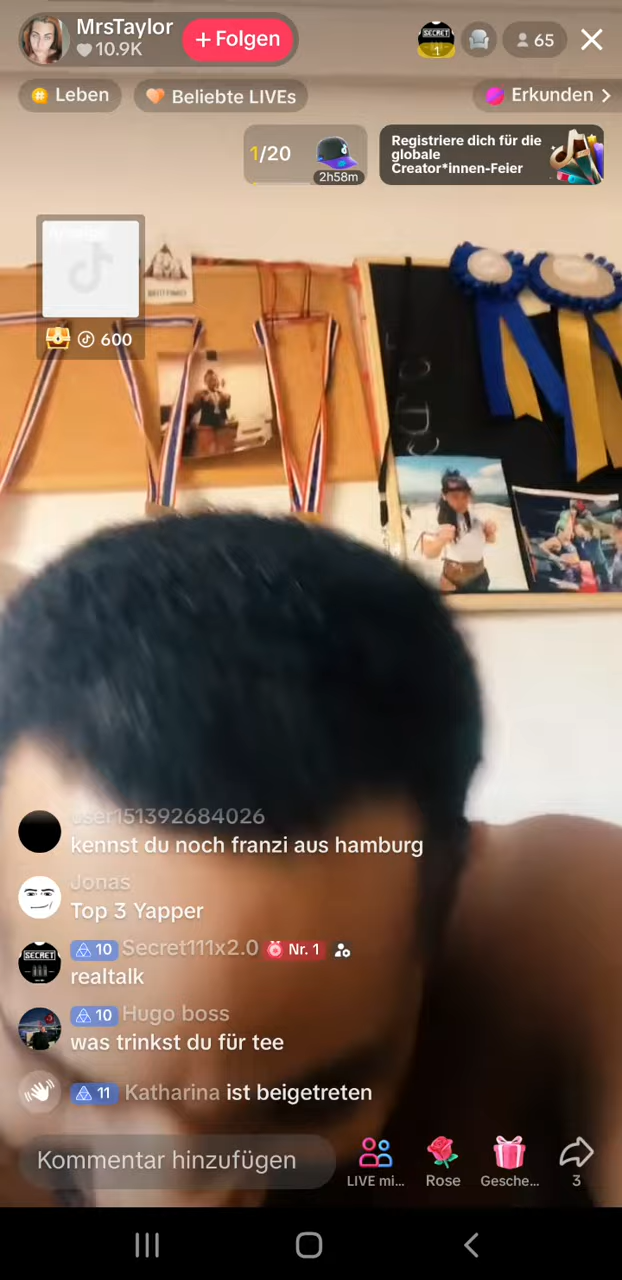 MrsTaylor
10.9K
+ Folgen
SECRET
1
65
Leben
Beliebte LIVEs
Erkunden
1/20
2h58m
Registriere dich für die
globale
Creator*innen-Feier
600
user151392684026
kennst du noch franzi aus hamburg
Jonas
Top 3 Yapper
10 Secret111x2.0 Nr. 1
SECRET
realtalk
10 Hugo boss
was trinkst du für tee
11 Katharina ist beigetreten
Kommentar hinzufügen
LIVE mi...
Rose
Gesche...
3